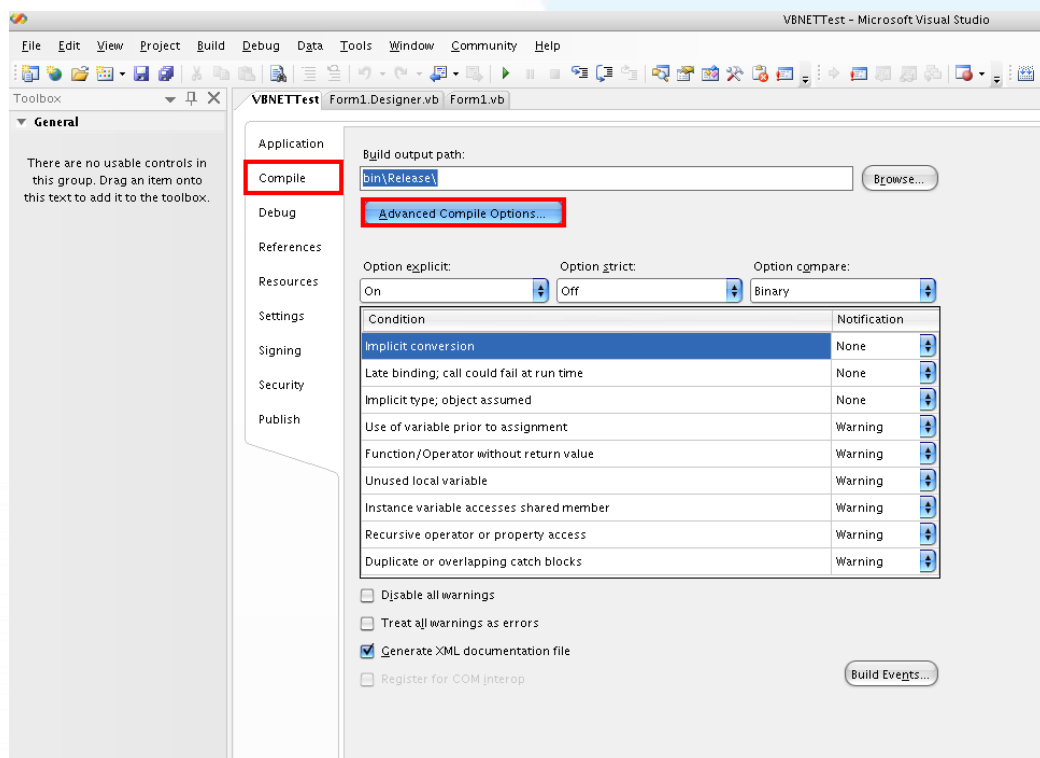 VBNETTest - Microsoft Visual Studio
File Edit View Project Build Debug Data Tools Window Community Help
Toolbox
VBNETTest Form1.Designer.vb Form1.vb
General
There are no usable controls in
this group. Drag an item onto
this text to add it to the toolbox.
Application
Compile
Debug
References
Resources
Settings
Signing
Security
Publish
Build output path:
bin\Release\
Browse...
Advanced Compile Options...
Option explicit: Option strict: Option compare:
On Off Binary
Condition Notification
Implicit conversion None
Late binding; call could fail at run time None
Implicit type; object assumed None
Use of variable prior to assignment Warning
Function/Operator without return value Warning
Unused local variable Warning
Instance variable accesses shared member Warning
Recursive operator or property access Warning
Duplicate or overlapping catch blocks Warning
Disable all warnings
Treat all warnings as errors
Generate XML documentation file
Register for COM interop
Build Events...